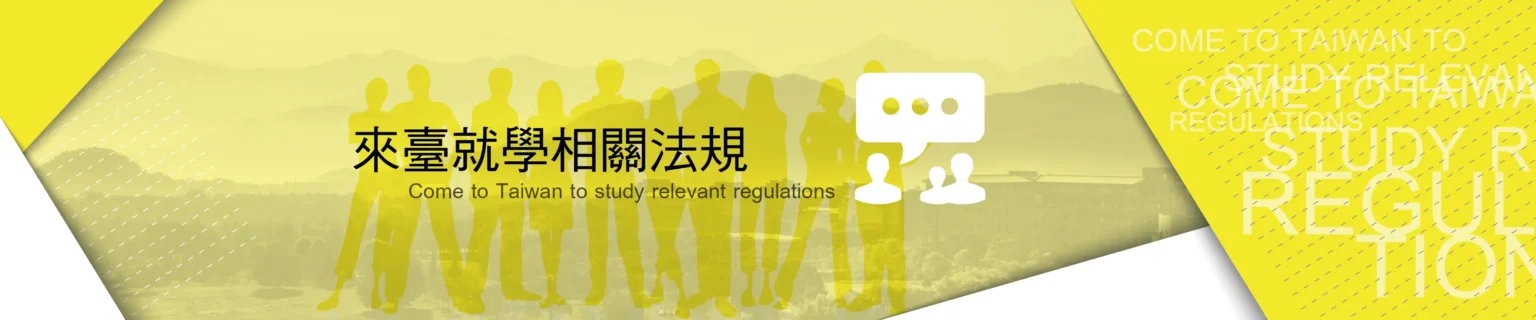 來臺就學相關法規
Come to Taiwan to study relevant regulations
COME TO TAIWAN TO
STUDY RELEVAN
REGULATIONS
COME TO TAIWA
STUDY R
REGUL
TION